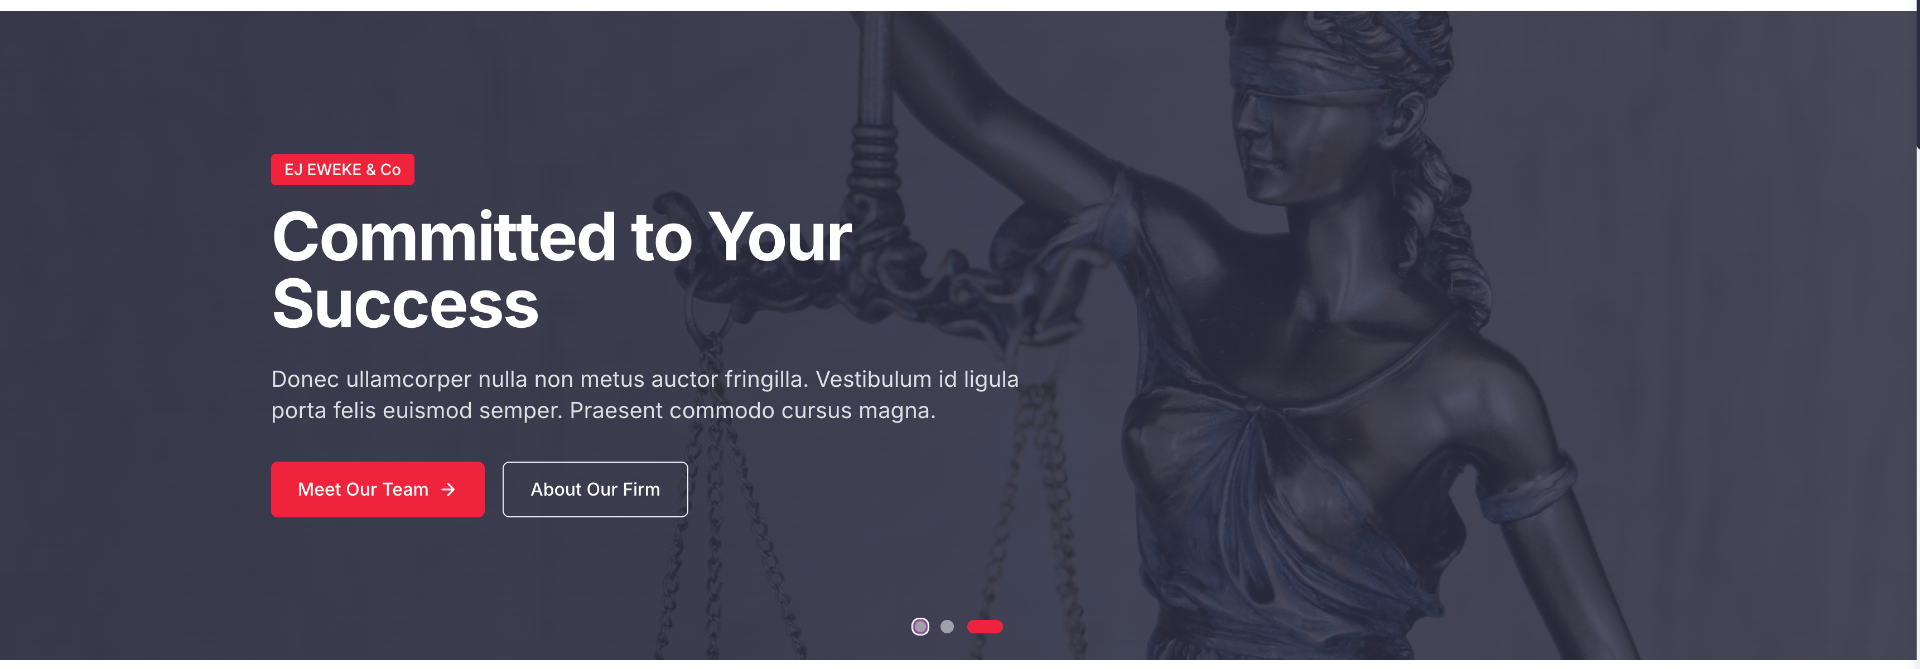 EJ EWEKE & Co
Committed to Your
Success
Donec ullamcorper nulla non metus auctor fringilla. Vestibulum id ligula
porta felis euismod semper. Praesent commodo cursus magna.
Meet Our Team →
About Our Firm